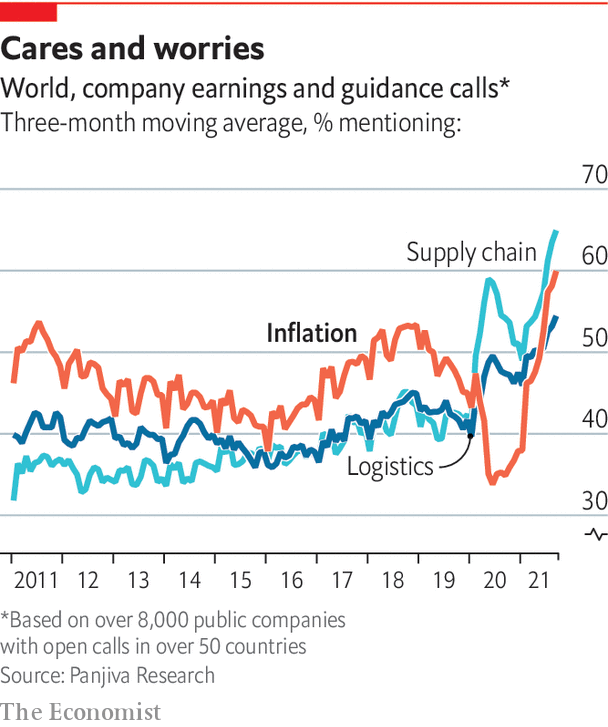 Cares and worries
World, company earnings and guidance calls*
Three-month moving average, % mentioning:
70
Supply chain
60
Inflation
50
40
Logistics
30
2011 12 13 14 15 16 17 18 19 20 21
*Based on over 8,000 public companies
with open calls in over 50 countries
Source: Panjiva Research
The Economist